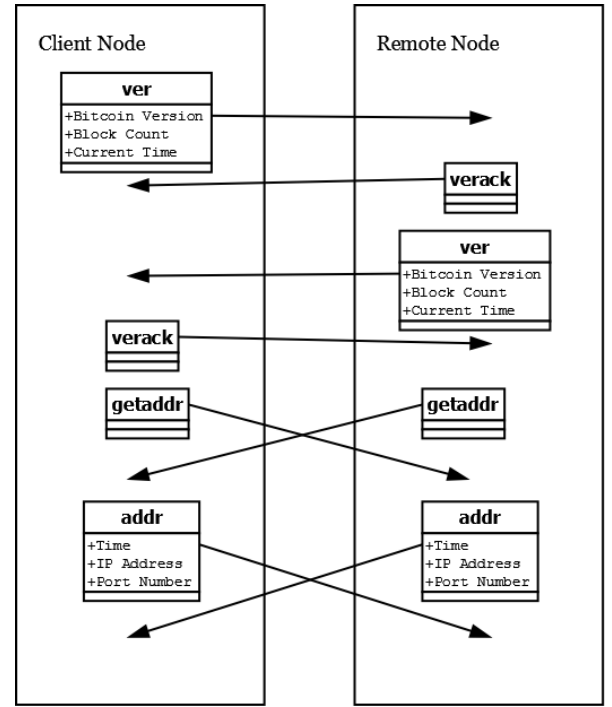 Client Node
Remote Node
ver
+Bitcoin Version
+Block Count
+Current Time
verack
ver
+Bitcoin Version
+Block Count
+Current Time
verack
getaddr
getaddr
addr
+Time
+IP Address
+Port Number
addr
+Time
+IP Address
+Port Number